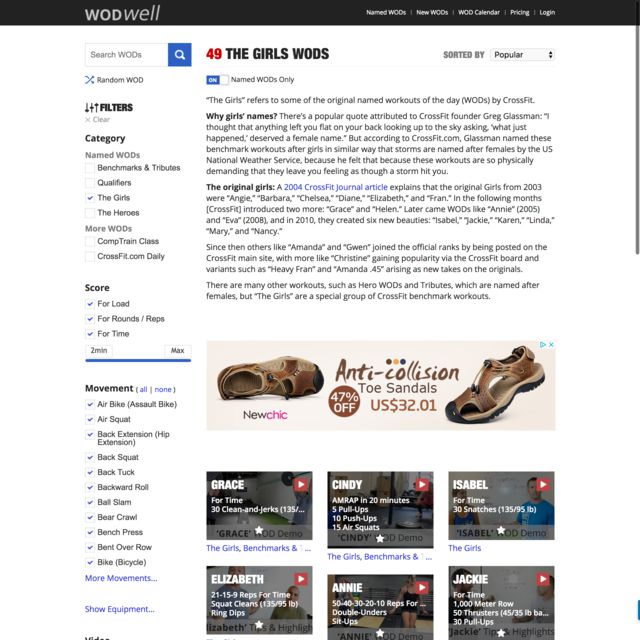 WODwell
Named WODs | New WODs | WOD Calendar | Pricing | Login
Search WODs
Random WOD
FILTERS
× Clear
Category
Named WODs
Benchmarks & Tributes
Qualifiers
The Girls
The Heroes
More WODs
CompTrain Class
CrossFit.com Daily
Score
For Load
For Rounds / Reps
For Time
2min
Max
Movement ( all | none )
Air Bike (Assault Bike)
Air Squat
Back Extension (Hip
Extension)
Back Squat
Back Tuck
Backward Roll
Ball Slam
Bear Crawl
Bench Press
Bent Over Row
Bike (Bicycle)
More Movements...
Show Equipment...
Video
49 THE GIRLS WODS
SORTED BY
Popular
ON
Named WODs Only
“The Girls” refers to some of the original named workouts of the day (WODs) by CrossFit.
Why girls’ names? There’s a popular quote attributed to CrossFit founder Greg Glassman: “I
thought that anything left you flat on your back looking up to the sky asking, ‘what just
happened,’ deserved a female name.” But according to CrossFit.com, Glassman named these
benchmark workouts after girls in similar way that storms are named after females by the US
National Weather Service, because he felt that because these workouts are so physically
demanding that they leave you feeling as though a storm hit you.
The original girls: A 2004 CrossFit Journal article explains that the original Girls from 2003
were “Angie,” “Barbara,” “Chelsea,” “Diane,” “Elizabeth,” and “Fran.” In the following months
[CrossFit] introduced two more: “Grace” and “Helen.” Later came WODs like “Annie” (2005)
and “Eva” (2008), and in 2010, they created six new beauties: “Isabel,” “Jackie,” “Karen,” “Linda,”
“Mary,” and “Nancy.”
Since then others like “Amanda” and “Gwen” joined the official ranks by being posted on the
CrossFit main site, with more like “Christine” gaining popularity via the CrossFit board and
variants such as “Heavy Fran” and “Amanda .45” arising as new takes on the originals.
There are many other workouts, such as Hero WODs and Tributes, which are named after
females, but “The Girls” are a special group of CrossFit benchmark workouts.
Anti-collision
Toe Sandals
47%
OFF
US$32.01
Newchic
GRACE
For Time
30 Clean-and-Jerks (135/...
'GRACE' WOD Demo
The Girls, Benchmarks & T...
CINDY
AMRAP in 20 minutes
5 Pull-Ups
10 Push-Ups
15 Air Squats
'CINDY' WOD Demo
The Girls, Benchmarks & T...
ISABEL
For Time
30 Snatches (135/95 lb)
'ISABEL' WOD Demo
The Girls
ELIZABETH
21-15-9 Reps For Time
Squat Cleans (135/95 lb)
Ring Dips
lizabeth' Tips & Highligh
ANNIE
50-40-30-20-10 Reps For ...
Double-Unders
Sit-Ups
'ANNIE' WOD Demo
JACKIE
For Time
1,000 Meter Row
50 Thrusters (45/35 lb ba...
30 Pull-Ups
Jackie' Tips & Highlights